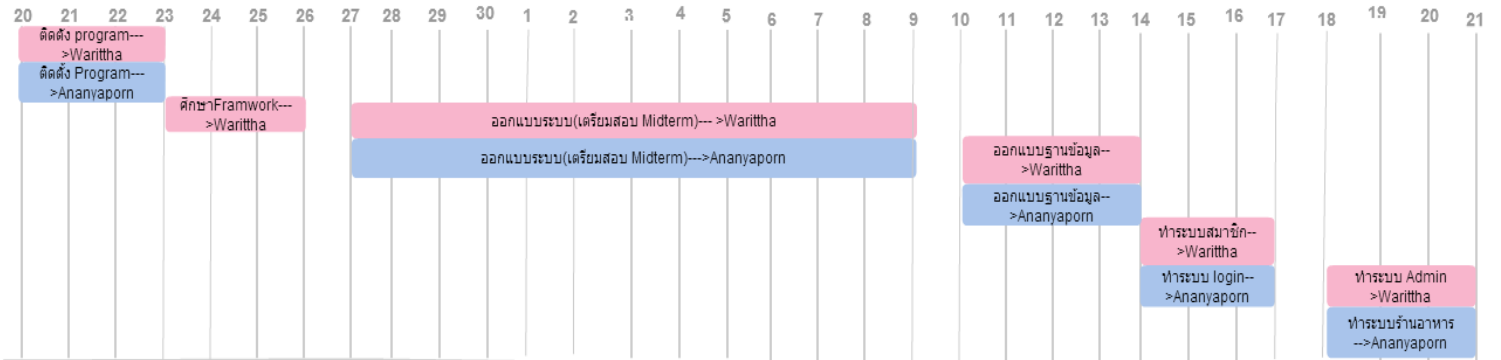 20 21 22 23 24 25 26 27 28 29 30 1 2 3 4 5 6 7 8 9 10 11 12 13 14 15 16 17 18 19 20 21
ติดตั้ง program---
>Warittha
ติดตั้ง Program---
>Ananyaporn
ศึกษาFramwork---
>Warittha
ออกแบบระบบ(เตรียมสอบ Midterm)--- >Warittha
ออกแบบระบบ(เตรียมสอบ Midterm)--->Ananyaporn
ออกแบบฐานข้อมูล--
>Warittha
ออกแบบฐานข้อมูล--
>Ananyaporn
ทำระบบสมาชิก--
>Warittha
ทำระบบ login--
>Ananyaporn
ทำระบบ Admin
>Warittha
ทำระบบร้านอาหาร
-->Ananyaporn